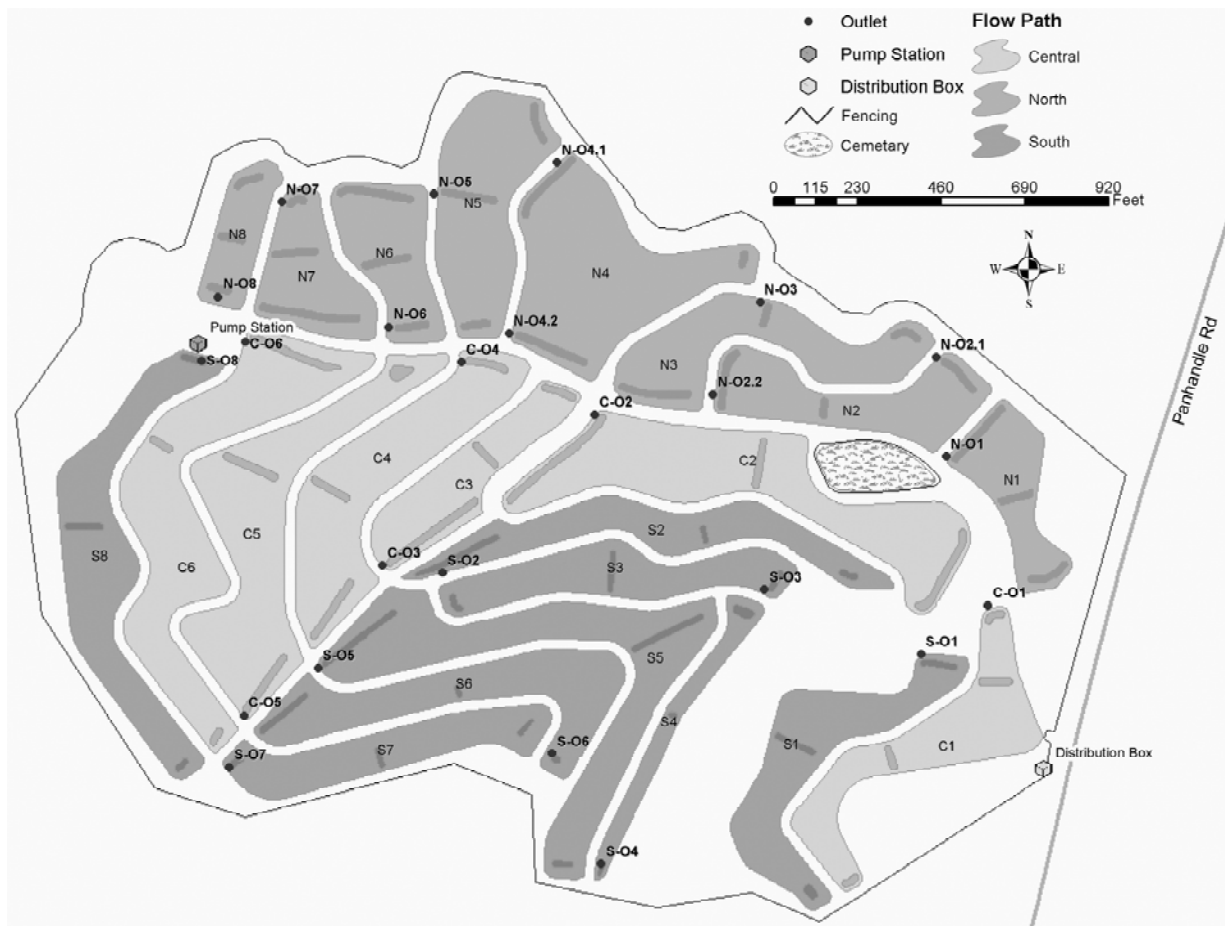 Outlet
Pump Station
Distribution Box
Fencing
Cemetary
Flow Path
Central
North
South
0 115 230 460 690 920
Feet
N
W E
S
Panhandle Rd
N-O4.1
N-O7
N-O5
N5
N8
N6
N7
N4
N-O8
N-O3
N-O6
N-O4.2
Pump Station
C-O6
S-O8
C-O4
N-O2.1
N3
N-O2.2
C-O2
N2
N-O1
C4
C2
C3
N1
S2
C5
S8
C6
C-O3
S-O2
S3
S-O3
C-O1
S-O1
S-O5
S5
S6
C-O5
S4
S7
S-O6
S1
C1
Distribution Box
S-O7
S-O4